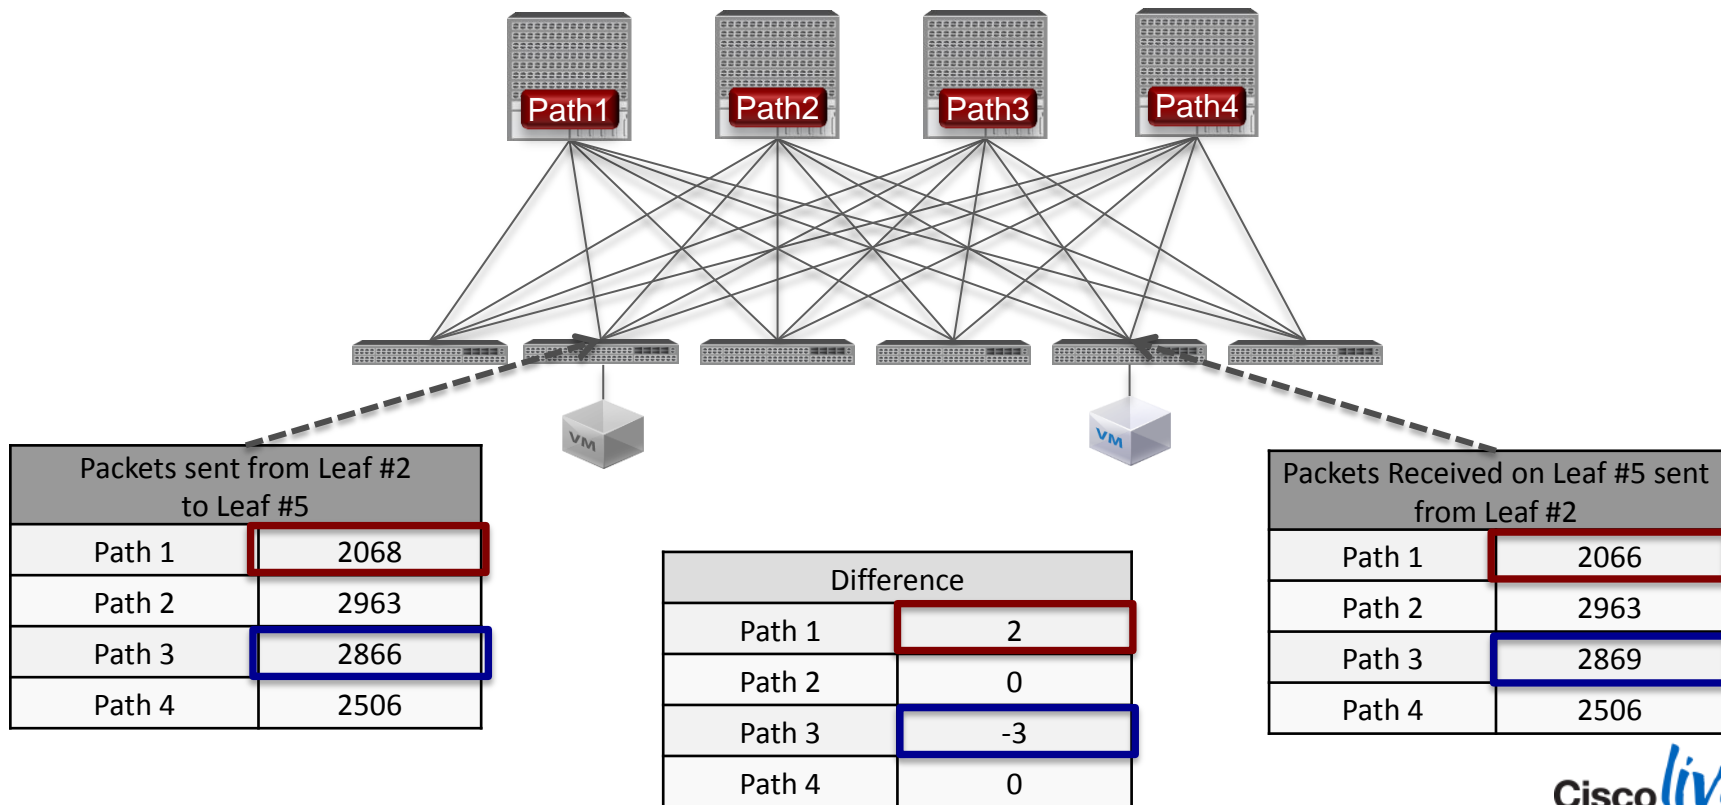 Path1
Path2
Path3
Path4
VM
VM
Packets sent from Leaf #2
to Leaf #5
Path 1 2068
Path 2 2963
Path 3 2866
Path 4 2506
Difference
Path 1 2
Path 2 0
Path 3 -3
Path 4 0
Packets Received on Leaf #5 sent
from Leaf #2
Path 1 2066
Path 2 2963
Path 3 2869
Path 4 2506
Cisco